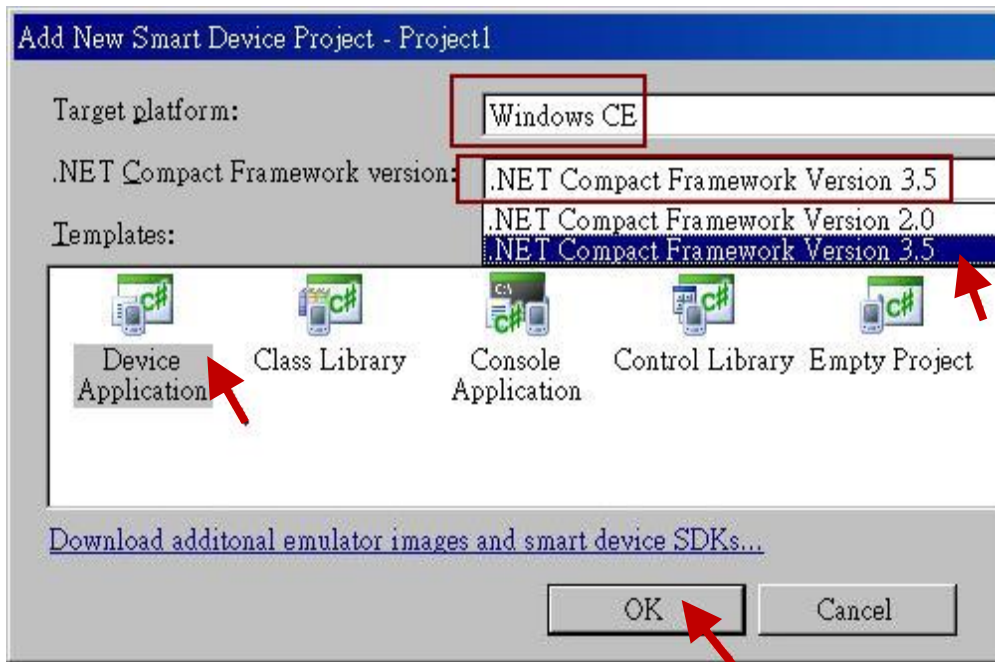 Add New Smart Device Project - Project1
Target platform:
Windows CE
.NET Compact Framework version:
.NET Compact Framework Version 3.5
.NET Compact Framework Version 2.0
.NET Compact Framework Version 3.5
Templates:
Device
Application
Class Library
Console
Application
Control Library
Empty Project
Download additonal emulator images and smart device SDKs...
OK
Cancel